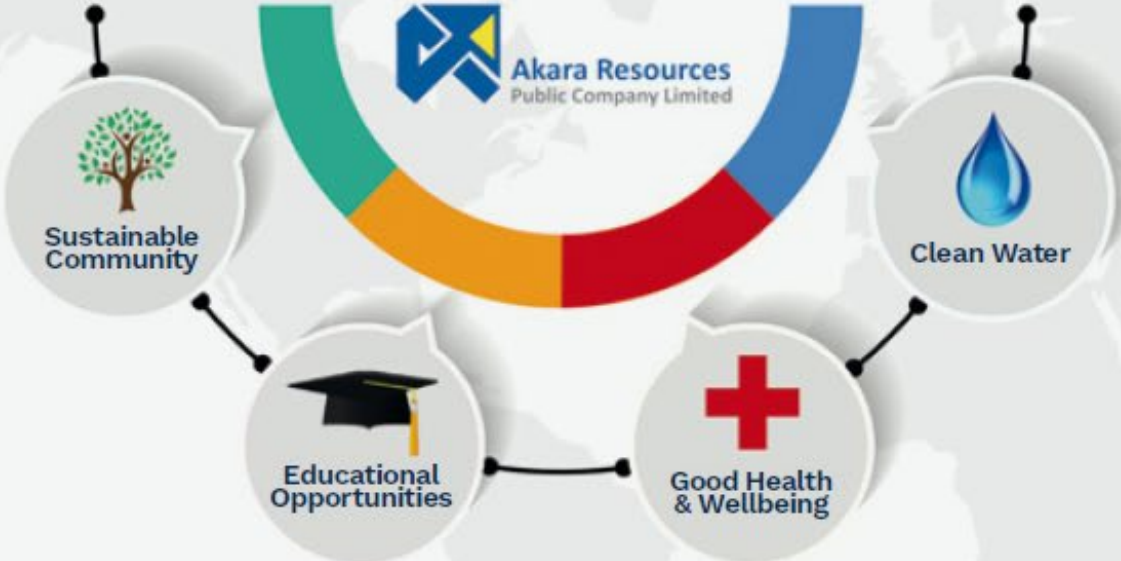 Akara Resources
Public Company Limited
Sustainable
Community
Clean Water
Educational
Opportunities
Good Health
& Wellbeing